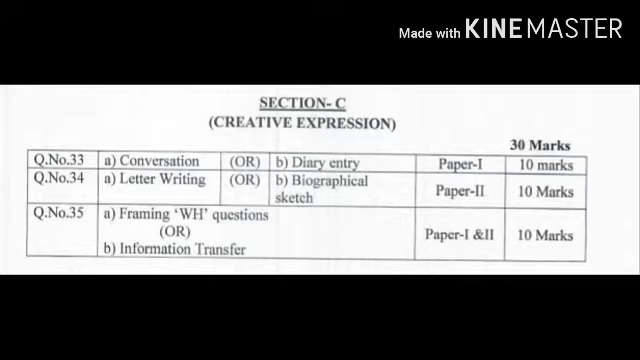 Made with KINEMASTER
SECTION- C
(CREATIVE EXPRESSION)
30 Marks
Q.No.33 a) Conversation (OR) b) Diary entry Paper-I 10 marks
Q.No.34 a) Letter Writing (OR) b) Biographical sketch Paper-II 10 Marks
Q.No.35 a) Framing ‘WH’ questions
(OR)
b) Information Transfer Paper-I &II 10 Marks